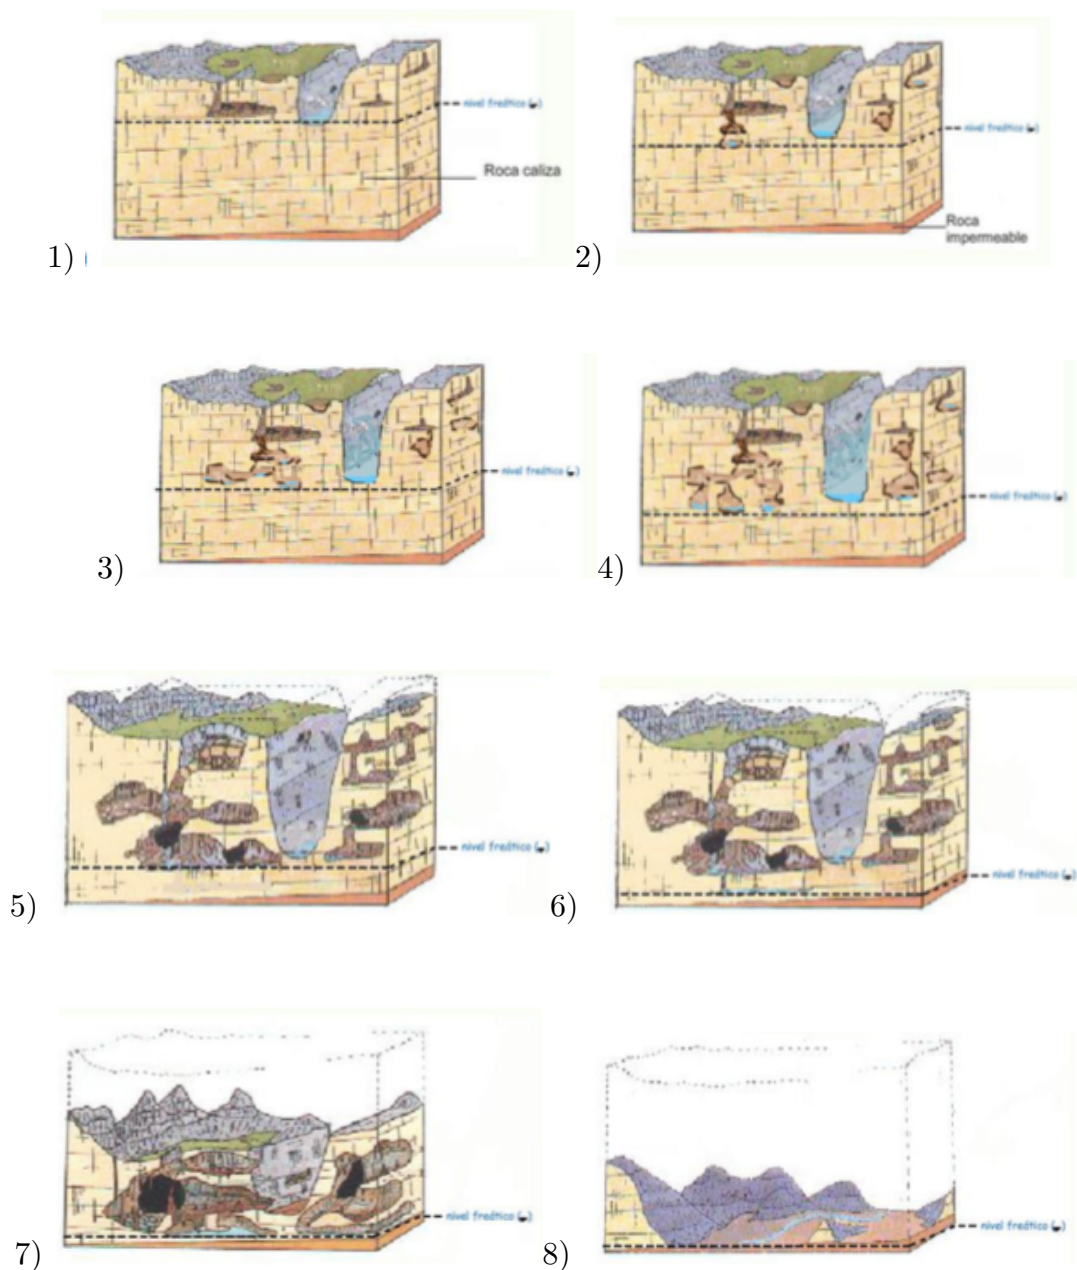 nivel freático
Roca caliza
1)
nivel freático
Roca
impermeable
2)
nivel freático
3)
nivel freático
4)
nivel freático
5)
nivel freático
6)
nivel freático
7)
nivel freático
8)